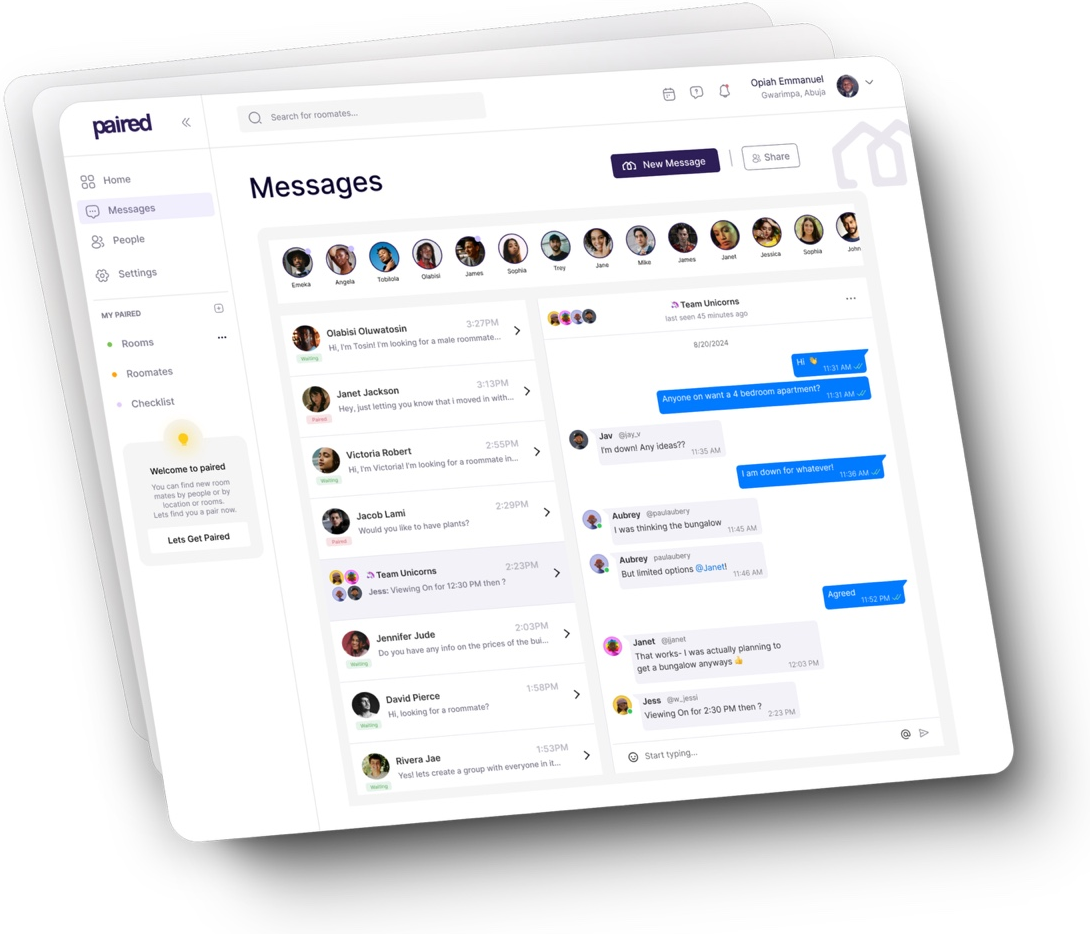 paired
Search for roomates...
Opiah Emmanuel
Gwarimpa, Abuja
Home
Messages
People
Settings
MY PAIRED
Rooms
Roomates
Checklist
Welcome to paired
You can find new room
mates by people or by
location or rooms.
Lets find you a pair now.
Lets Get Paired
Messages
New Message
Share
Emeka
Angela
Tobilola
Olabisi
James
Sophia
Trey
Jane
Mike
James
Janet
Jessica
Sophia
John
Olabisi Oluwatosin
3:27PM
Hi, I'm Tosin! I'm looking for a male roommate...
Waiting
Janet Jackson
3:13PM
Hey, just letting you know that i moved in with...
Paired
Victoria Robert
2:55PM
Hi, I'm Victoria! I'm looking for a roommate in...
Waiting
Jacob Lami
2:29PM
Would you like to have plants?
Paired
🦄 Team Unicorns
2:23PM
Jess: Viewing On for 12:30 PM then ?
Jennifer Jude
2:03PM
Do you have any info on the prices of the bui...
Waiting
David Pierce
1:58PM
Hi, looking for a roommate?
Waiting
Rivera Jae
1:53PM
Yes! lets create a group with everyone in it...
Waiting
🦄 Team Unicorns
last seen 45 minutes ago
8/20/2024
Hi 👋
11:31 AM
Anyone on want a 4 bedroom apartment?
11:31 AM
Jav @jay_v
I'm down! Any ideas??
11:35 AM
I am down for whatever!
11:36 AM
Aubrey @paulaubery
I was thinking the bungalow
11:45 AM
Aubrey paulaubery
But limited options @Janet!
11:46 AM
Agreed
11:52 PM
Janet @jjanet
That works- I was actually planning to
get a bungalow anyways 👍
12:03 PM
Jess @w_jessi
Viewing On for 2:30 PM then ?
2:23 PM
Start typing...